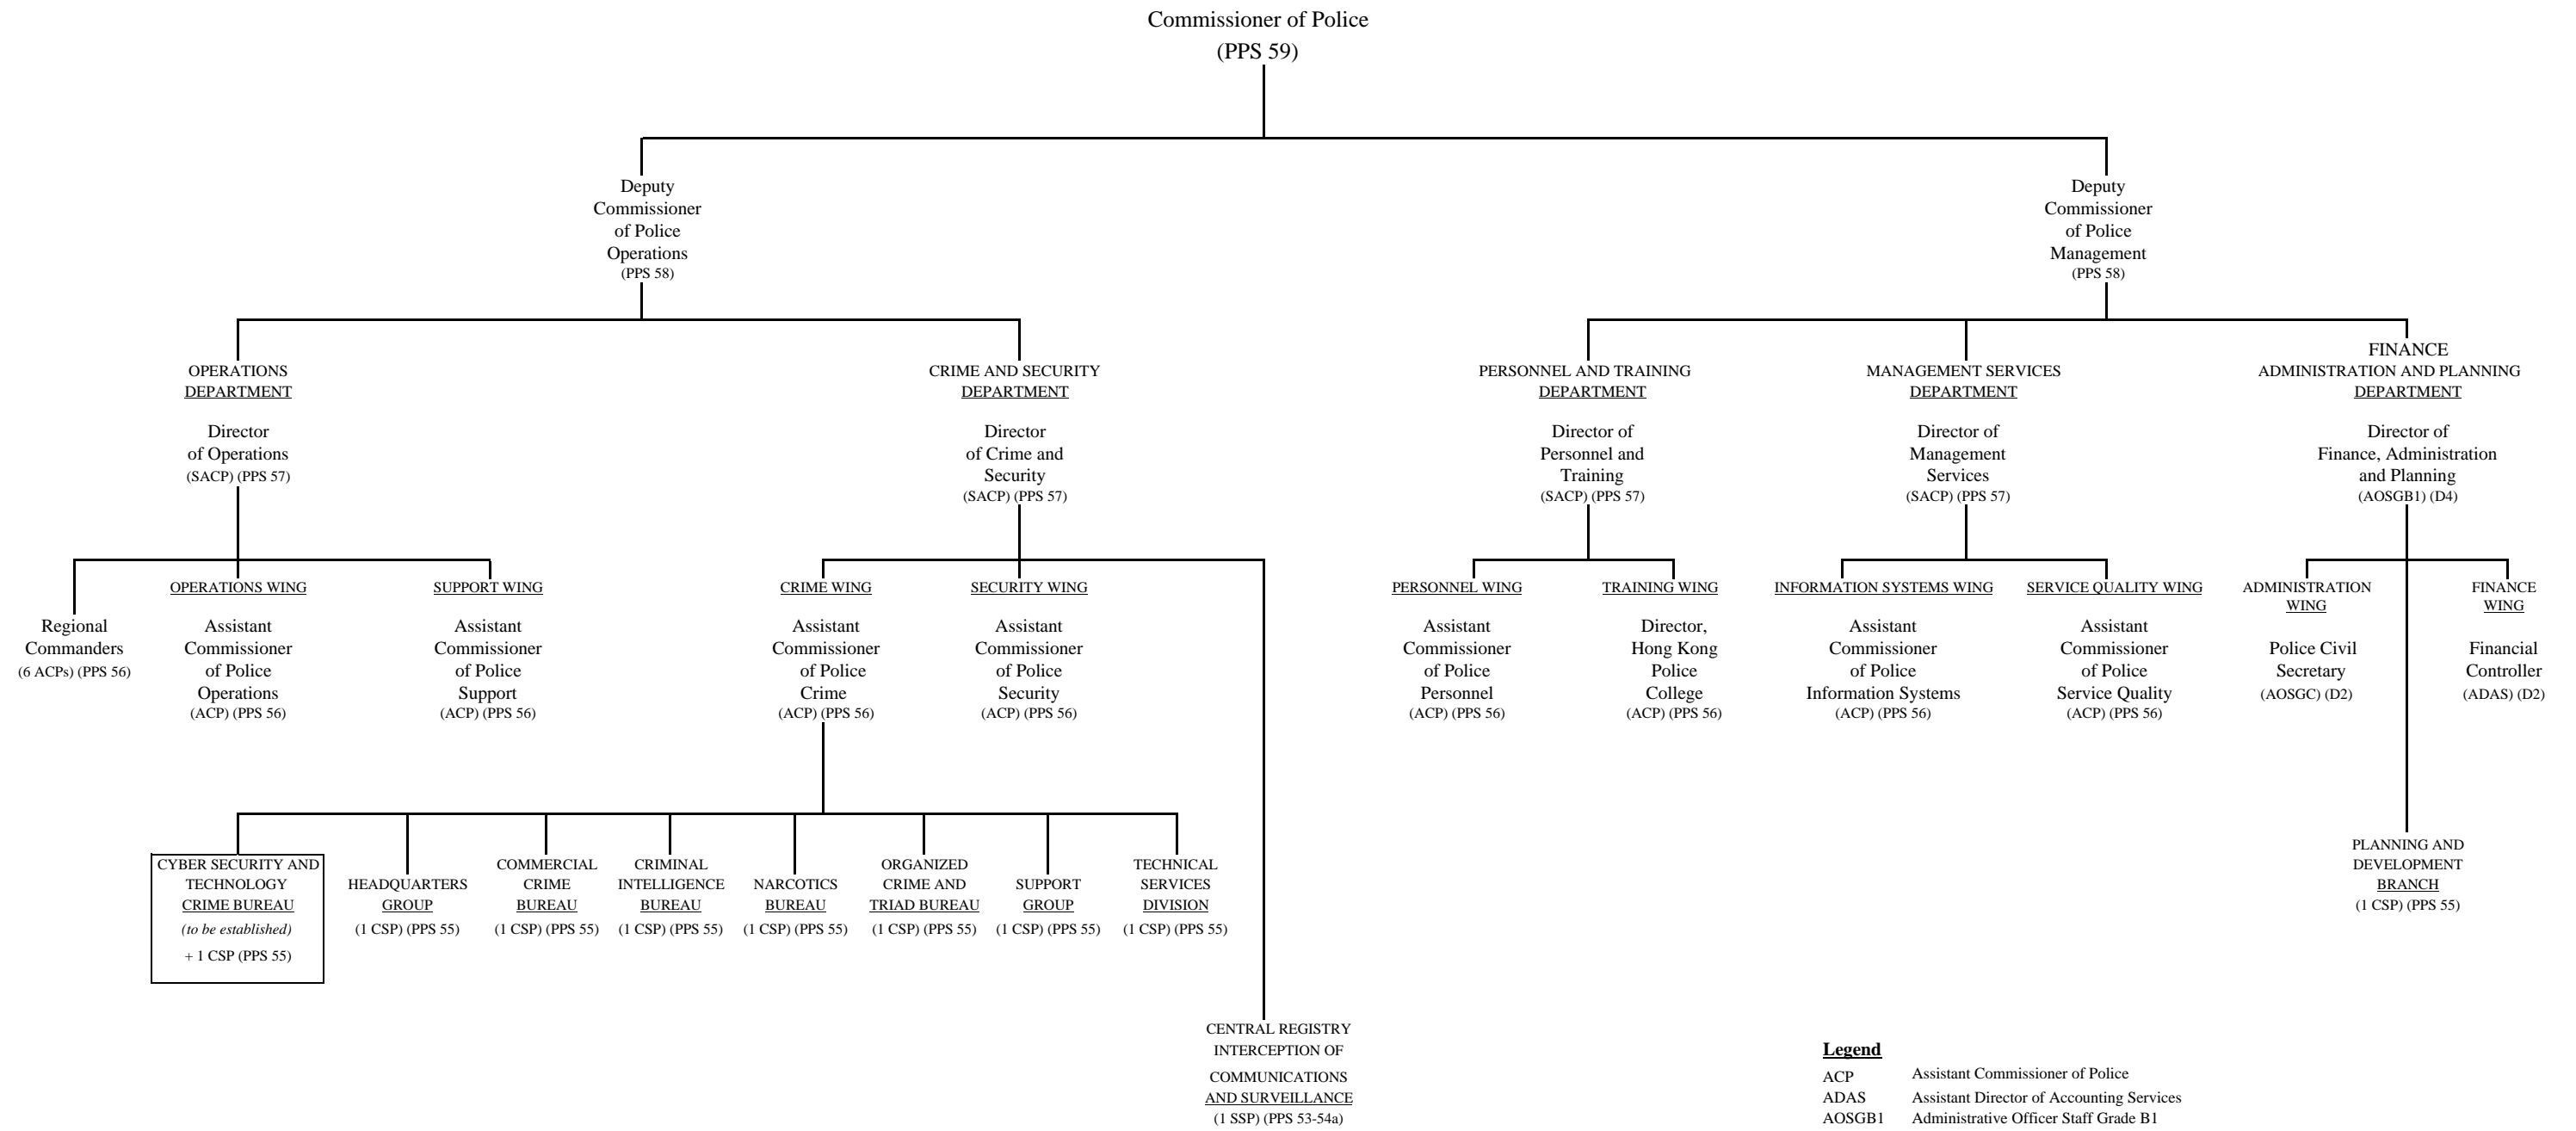 Commissioner of Police
(PPS 59)
Deputy
Commissioner
of Police
Operations
(PPS 58)
Deputy
Commissioner
of Police
Management
(PPS 58)
OPERATIONS
DEPARTMENT
Director
of Operations
(SACP) (PPS 57)
CRIME AND SECURITY
DEPARTMENT
Director
of Crime and
Security
(SACP) (PPS 57)
PERSONNEL AND TRAINING
DEPARTMENT
Director of
Personnel and
Training
(SACP) (PPS 57)
MANAGEMENT SERVICES
DEPARTMENT
Director of
Management
Services
(SACP) (PPS 57)
FINANCE
ADMINISTRATION AND PLANNING
DEPARTMENT
Director of
Finance, Administration
and Planning
(AOSGB1) (D4)
Regional
Commanders
(6 ACPs) (PPS 56)
OPERATIONS WING
Assistant
Commissioner
of Police
Operations
(ACP) (PPS 56)
SUPPORT WING
Assistant
Commissioner
of Police
Support
(ACP) (PPS 56)
CRIME WING
Assistant
Commissioner
of Police
Crime
(ACP) (PPS 56)
SECURITY WING
Assistant
Commissioner
of Police
Security
(ACP) (PPS 56)
PERSONNEL WING
Assistant
Commissioner
of Police
Personnel
(ACP) (PPS 56)
TRAINING WING
Director,
Hong Kong
Police
College
(ACP) (PPS 56)
INFORMATION SYSTEMS WING
Assistant
Commissioner
of Police
Information Systems
(ACP) (PPS 56)
SERVICE QUALITY WING
Assistant
Commissioner
of Police
Service Quality
(ACP) (PPS 56)
ADMINISTRATION
WING
Police Civil
Secretary
(AOSGC) (D2)
FINANCE
WING
Financial
Controller
(ADAS) (D2)
CYBER SECURITY AND
TECHNOLOGY
CRIME BUREAU
(to be established)
+ 1 CSP (PPS 55)
HEADQUARTERS
GROUP
(1 CSP) (PPS 55)
COMMERCIAL
CRIME
BUREAU
(1 CSP) (PPS 55)
CRIMINAL
INTELLIGENCE
BUREAU
(1 CSP) (PPS 55)
NARCOTICS
BUREAU
(1 CSP) (PPS 55)
ORGANIZED
CRIME AND
TRIAD BUREAU
(1 CSP) (PPS 55)
SUPPORT
GROUP
(1 CSP) (PPS 55)
TECHNICAL
SERVICES
DIVISION
(1 CSP) (PPS 55)
PLANNING AND
DEVELOPMENT
BRANCH
(1 CSP) (PPS 55)
CENTRAL REGISTRY
INTERCEPTION OF
COMMUNICATIONS
AND SURVEILLANCE
(1 SSP) (PPS 53-54a)
Legend
ACP Assistant Commissioner of Police
ADAS Assistant Director of Accounting Services
AOSGB1 Administrative Officer Staff Grade B1